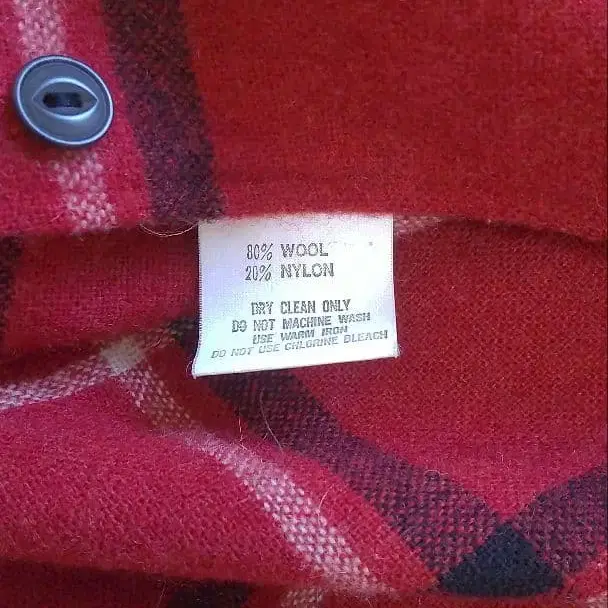 80% WOOL
20% NYLON
DRY CLEAN ONLY
DO NOT MACHINE WASH
USE WARM IRON
DO NOT USE CHLORINE BLEACH